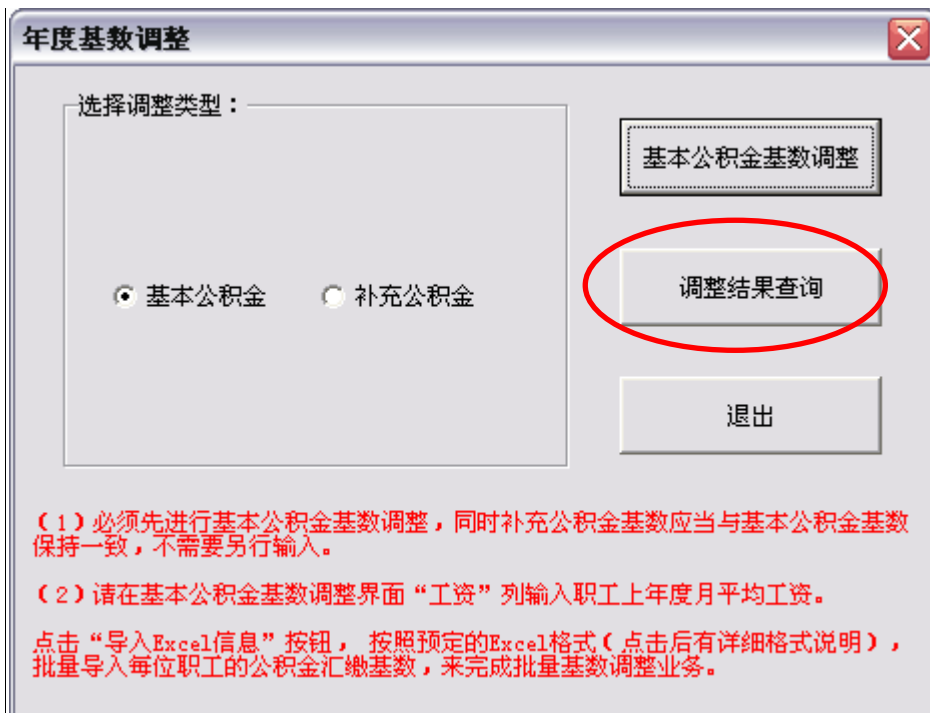 年度基数调整
选择调整类型：
基本公积金基数调整
基本公积金
补充公积金
调整结果查询
退出
（1）必须先进行基本公积金基数调整，同时补充公积金基数应当与基本公积金基数
保持一致，不需要另行输入。
（2）请在基本公积金基数调整界面“工资”列输入职工上年度月平均工资。
点击“导入Excel信息”按钮， 按照预定的Excel格式（点击后有详细格式说明），
批量导入每位职工的公积金汇缴基数，来完成批量基数调整业务。